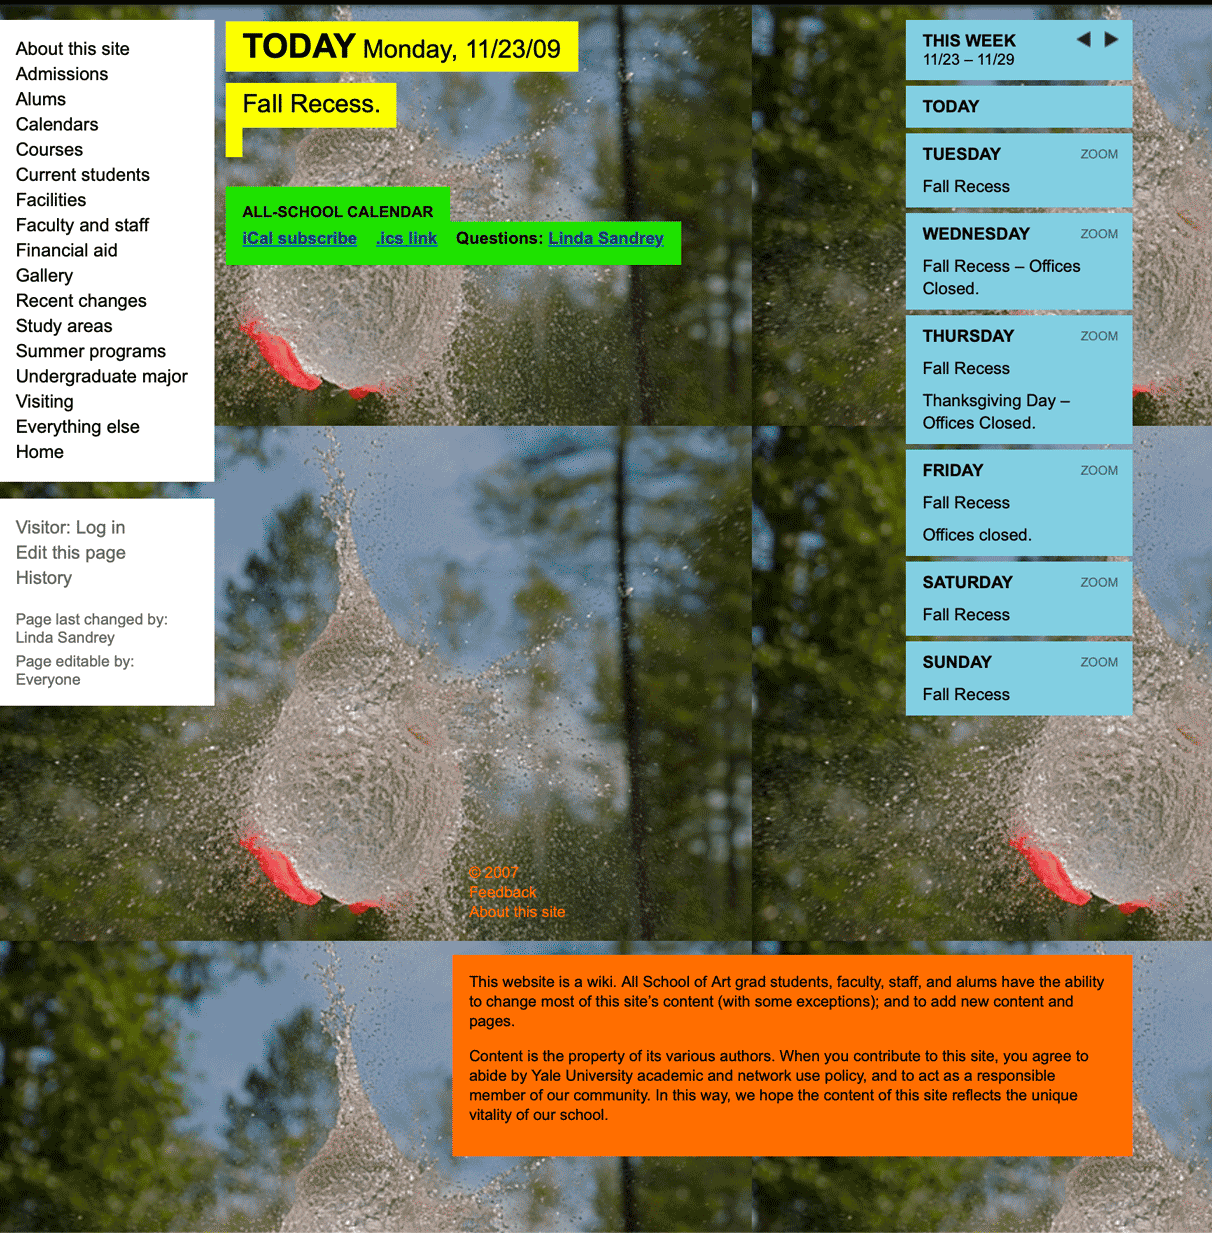 About this site
Admissions
Alums
Calendars
Courses
Current students
Facilities
Faculty and staff
Financial aid
Gallery
Recent changes
Study areas
Summer programs
Undergraduate major
Visiting
Everything else
Home
Visitor: Log in
Edit this page
History
Page last changed by:
Linda Sandrey
Page editable by:
Everyone
TODAY Monday, 11/23/09
Fall Recess.
ALL-SCHOOL CALENDAR
iCal subscribe .ics link Questions: Linda Sandrey
THIS WEEK
11/23 – 11/29
TODAY
TUESDAY ZOOM
Fall Recess
WEDNESDAY ZOOM
Fall Recess – Offices
Closed.
THURSDAY ZOOM
Fall Recess
Thanksgiving Day –
Offices Closed.
FRIDAY ZOOM
Fall Recess
Offices closed.
SATURDAY ZOOM
Fall Recess
SUNDAY ZOOM
Fall Recess
© 2007
Feedback
About this site
This website is a wiki. All School of Art grad students, faculty, staff, and alums have the ability
to change most of this site’s content (with some exceptions); and to add new content and
pages.
Content is the property of its various authors. When you contribute to this site, you agree to
abide by Yale University academic and network use policy, and to act as a responsible
member of our community. In this way, we hope the content of this site reflects the unique
vitality of our school.